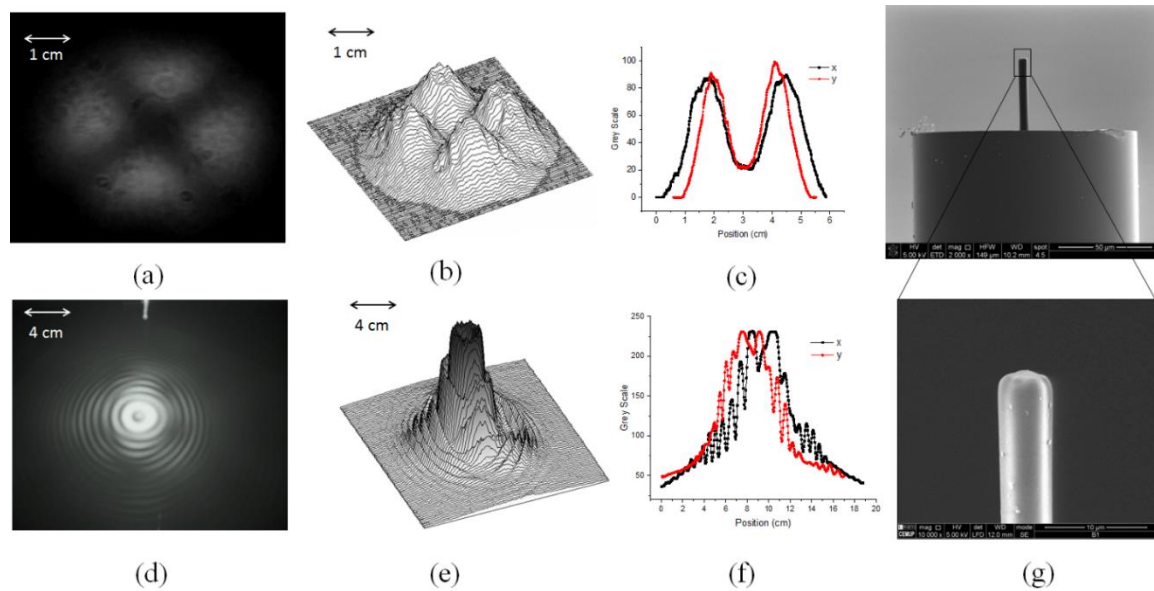 1 cm
(a)
1 cm
(b)
100
80
60
40
20
0
Grey Scale
0 1 2 3 4 5 6
Position (cm)
x
y
(c)
HV det mag HFW WD spot
5.00 kV ETD 2 000 x 149 µm 10.2 mm 4.5
50 µm
4 cm
(d)
4 cm
(e)
250
200
150
100
50
Grey Scale
0 2 4 6 8 10 12 14 16 18 20
Position (cm)
x
y
(f)
mag HV det WD mode
CEMUP 10 000 x 5.00 kV LFD 12.0 mm SE
10 µm
B1
(g)